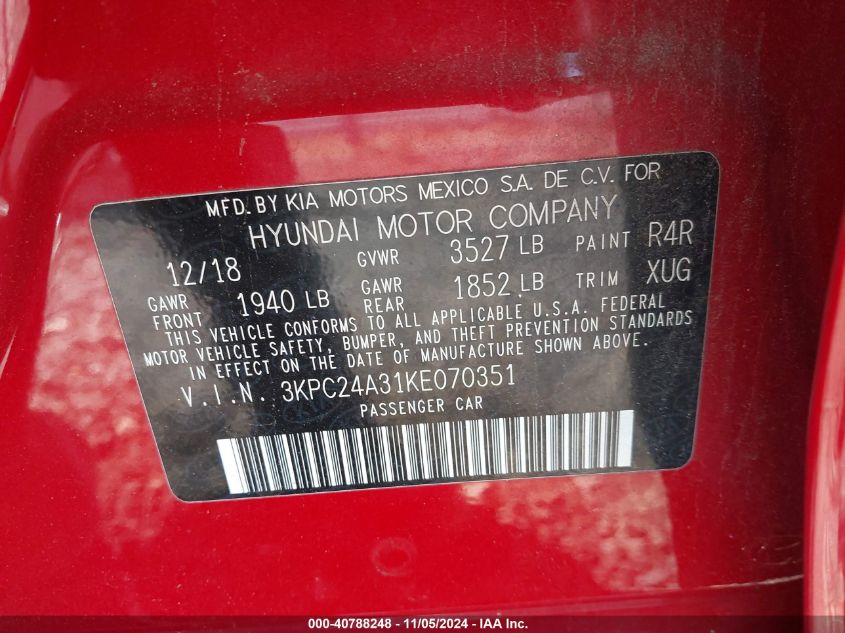 MFD. BY KIA MOTORS MEXICO S.A. DE C.V. FOR
HYUNDAI MOTOR COMPANY
12/18 GVWR 3527 LB PAINT R4R
GAWR FRONT 1940 LB GAWR REAR 1852 LB TRIM XUG
THIS VEHICLE CONFORMS TO ALL APPLICABLE U.S.A. FEDERAL
MOTOR VEHICLE SAFETY, BUMPER, AND THEFT PREVENTION STANDARDS
IN EFFECT ON THE DATE OF MANUFACTURE SHOWN ABOVE.
V.I.N. 3KPC24A31KE070351
PASSENGER CAR
000-40788248 - 11/05/2024 - IAA Inc.